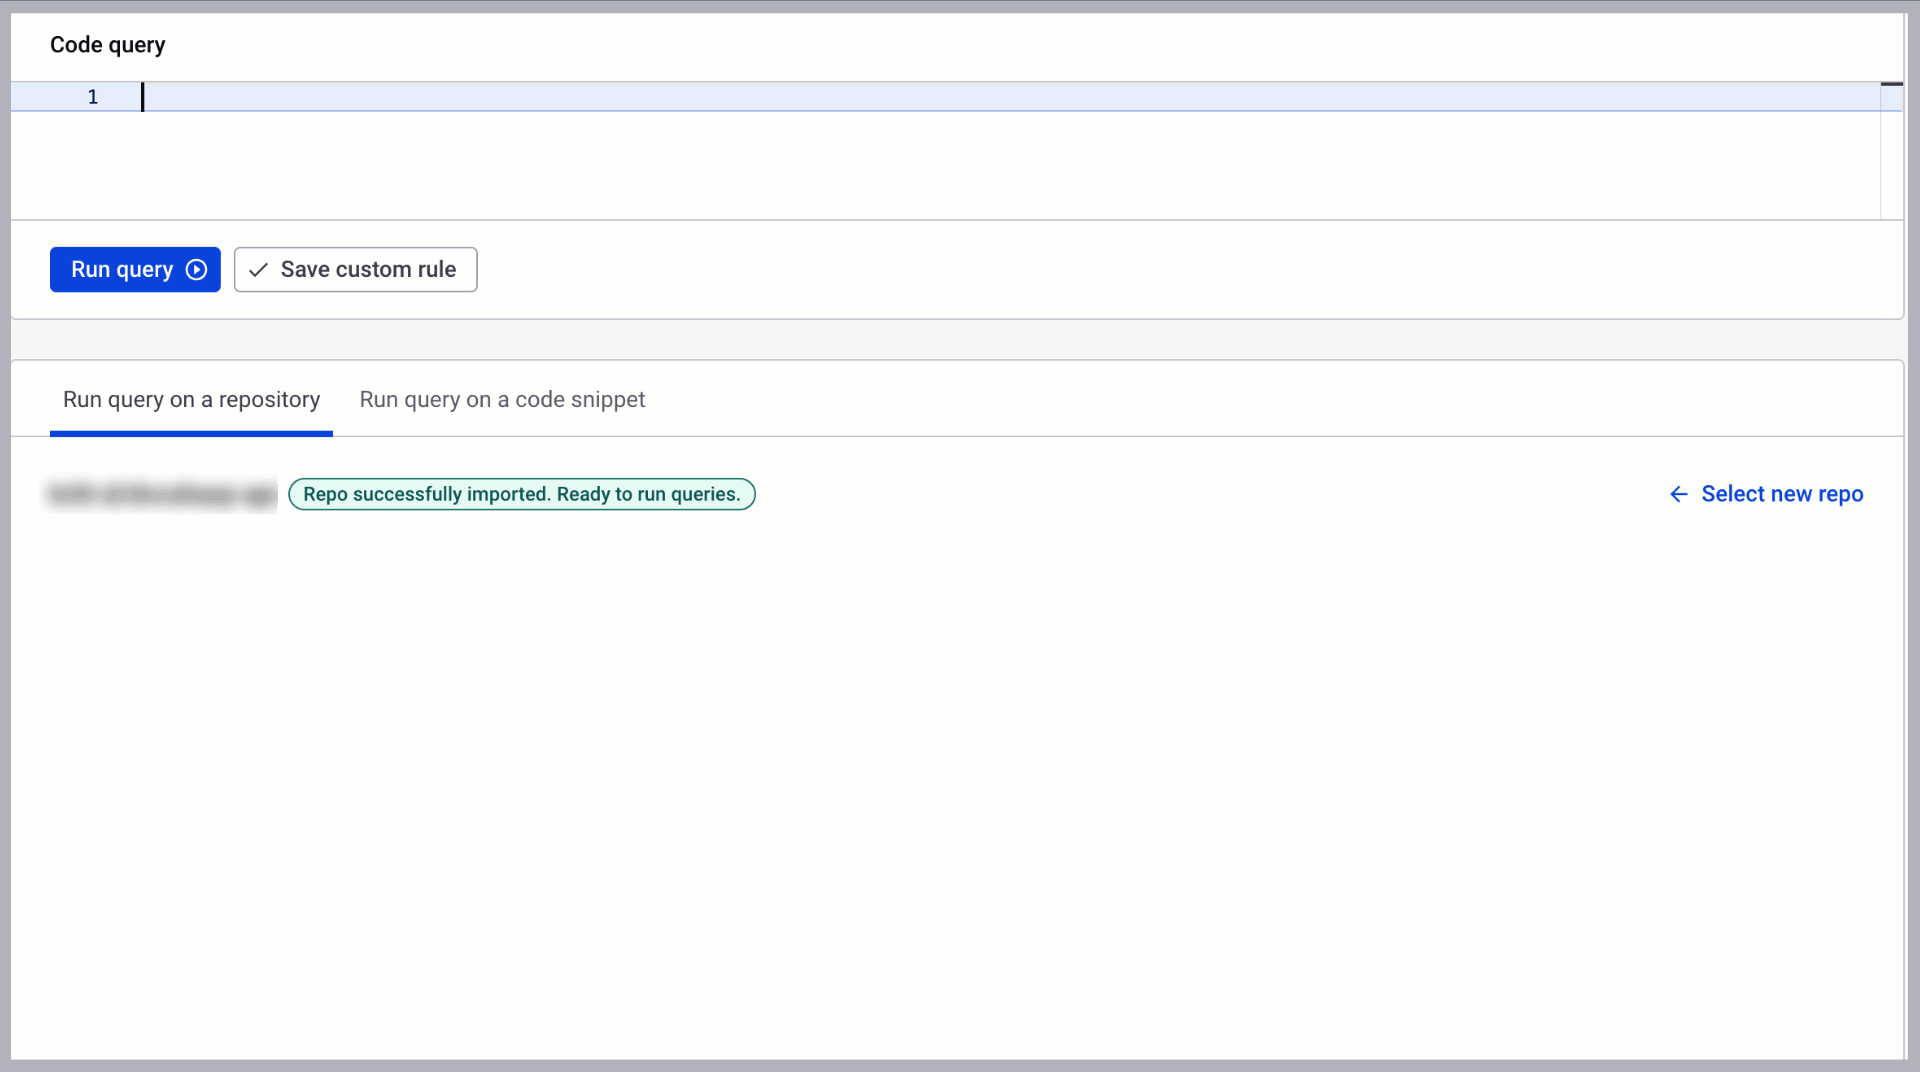 Code query
1
Run query
Save custom rule
Run query on a repository
Run query on a code snippet
Repo successfully imported. Ready to run queries.
Select new repo